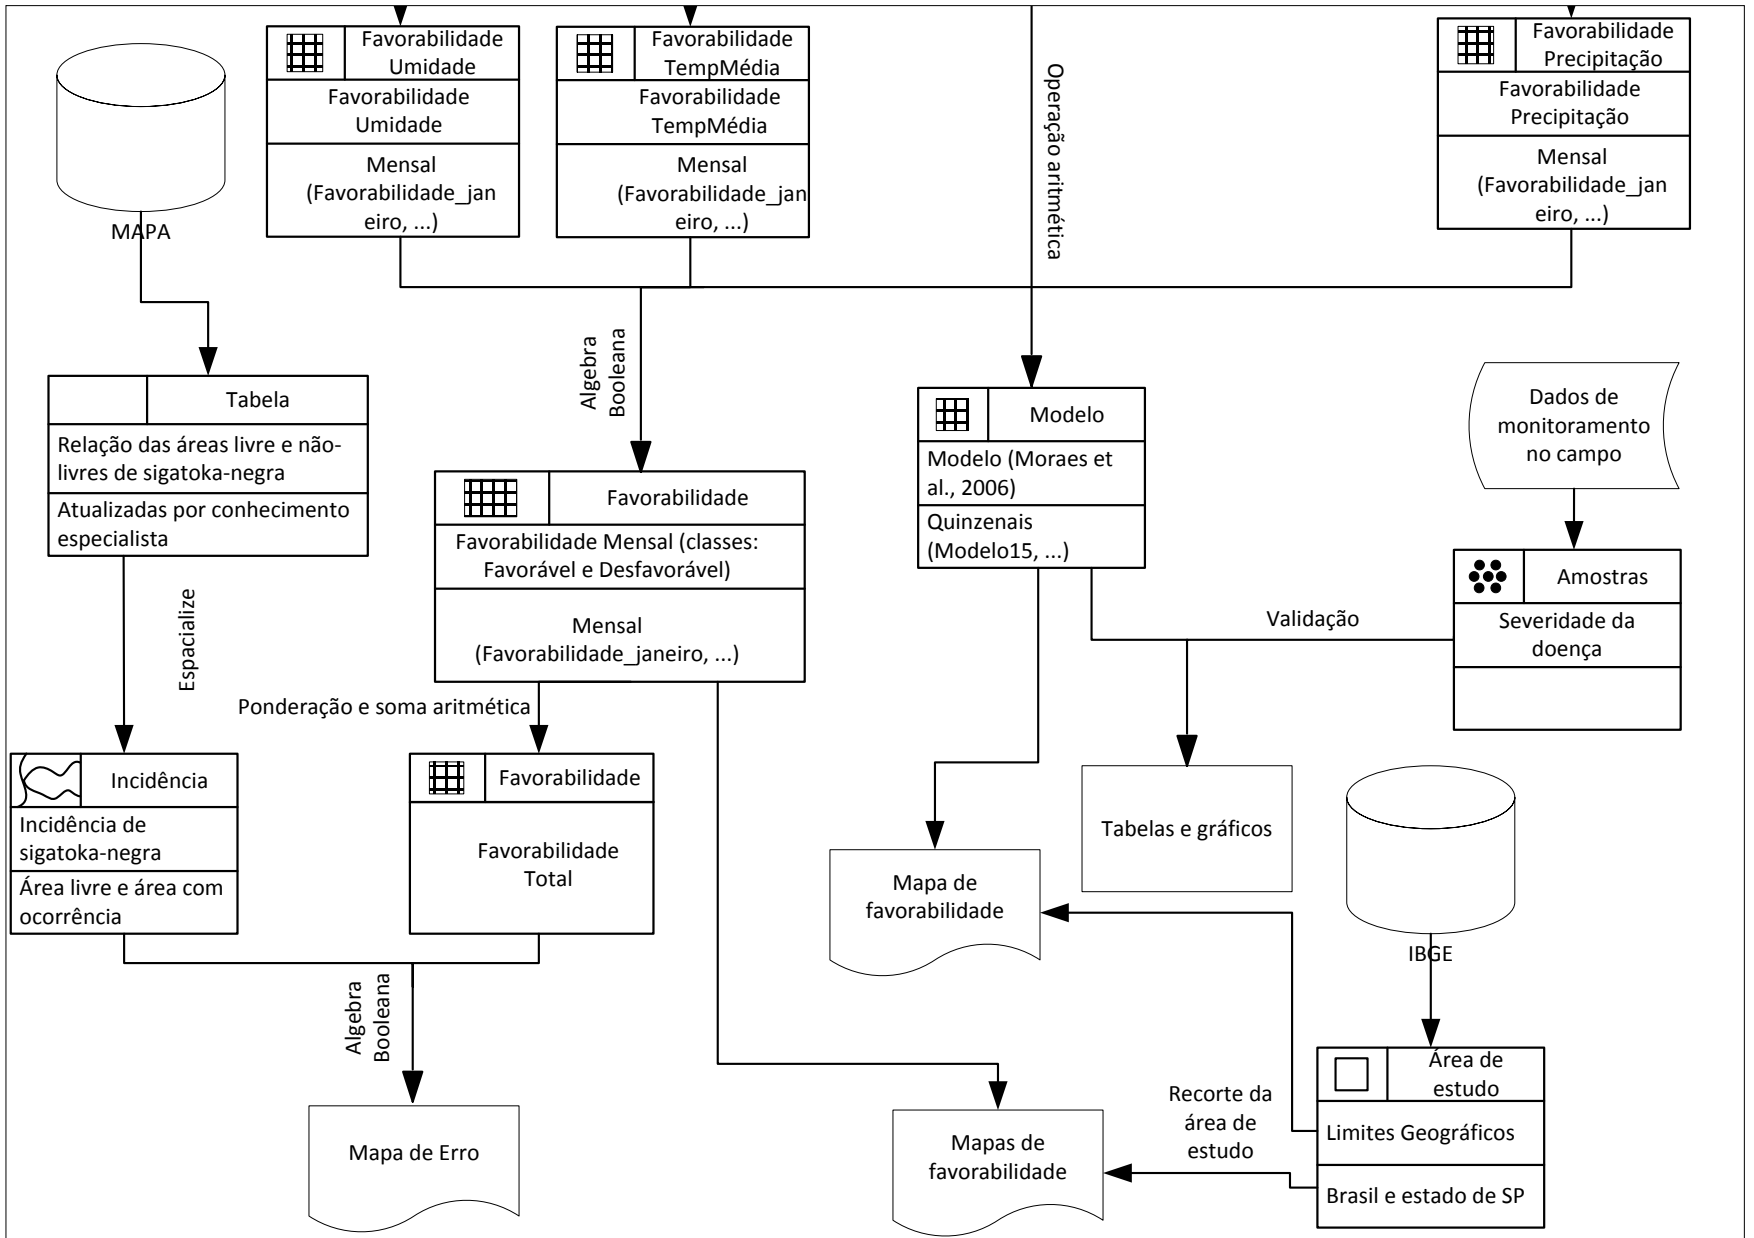 Favorabilidade
Umidade
Favorabilidade
Umidade
Mensal
(Favorabilidade_jan
eiro, ...)
Favorabilidade
TempMédia
Favorabilidade
TempMédia
Mensal
(Favorabilidade_jan
eiro, ...)
Operação aritmética
Favorabilidade
Precipitação
Favorabilidade
Precipitação
Mensal
(Favorabilidade_jan
eiro, ...)
MAPA
Tabela
Relação das áreas livre e não-
livres de sigatoka-negra
Atualizadas por conhecimento
especialista
Algebra
Booleana
Favorabilidade
Favorabilidade Mensal (classes:
Favorável e Desfavorável)
Mensal
(Favorabilidade_janeiro, ...)
Modelo
Modelo (Moraes et
al., 2006)
Quinzenais
(Modelo15, ...)
Dados de
monitoramento
no campo
Amostras
Severidade da
doença
Validação
Espacialize
Ponderação e soma aritmética
Incidência
Incidência de
sigatoka-negra
Área livre e área com
ocorrência
Favorabilidade
Favorabilidade
Total
Tabelas e gráficos
Mapa de
favorabilidade
IBGE
Algebra
Booleana
Mapa de Erro
Mapas de
favorabilidade
Recorte da
área de
estudo
Área de
estudo
Limites Geográficos
Brasil e estado de SP